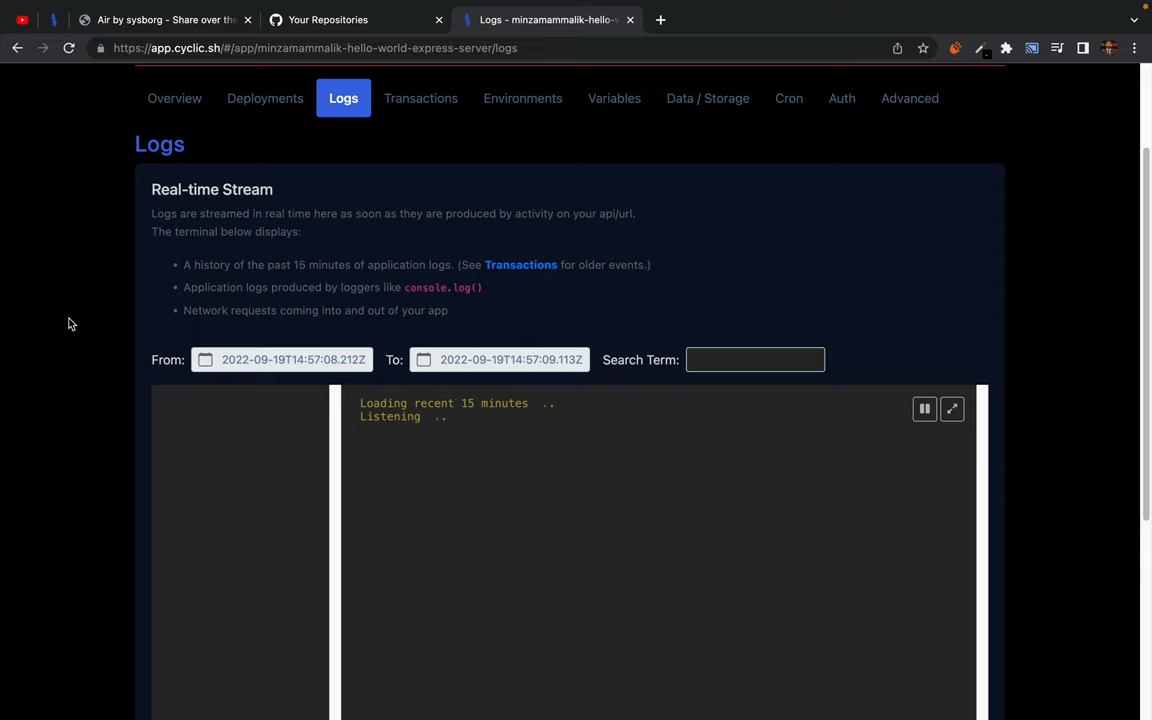 Air by sysborg - Share over the
Your Repositories
Logs - minzamammalik-hello-w
https://app.cyclic.sh/#/app/minzamammalik-hello-world-express-server/logs
Overview Deployments Logs Transactions Environments Variables Data / Storage Cron Auth Advanced
Logs
Real-time Stream
Logs are streamed in real time here as soon as they are produced by activity on your api/url.
The terminal below displays:
• A history of the past 15 minutes of application logs. (See Transactions for older events.)
• Application logs produced by loggers like console.log()
• Network requests coming into and out of your app
From: 2022-09-19T14:57:08.212Z To: 2022-09-19T14:57:09.113Z Search Term:
Loading recent 15 minutes ..
Listening ..